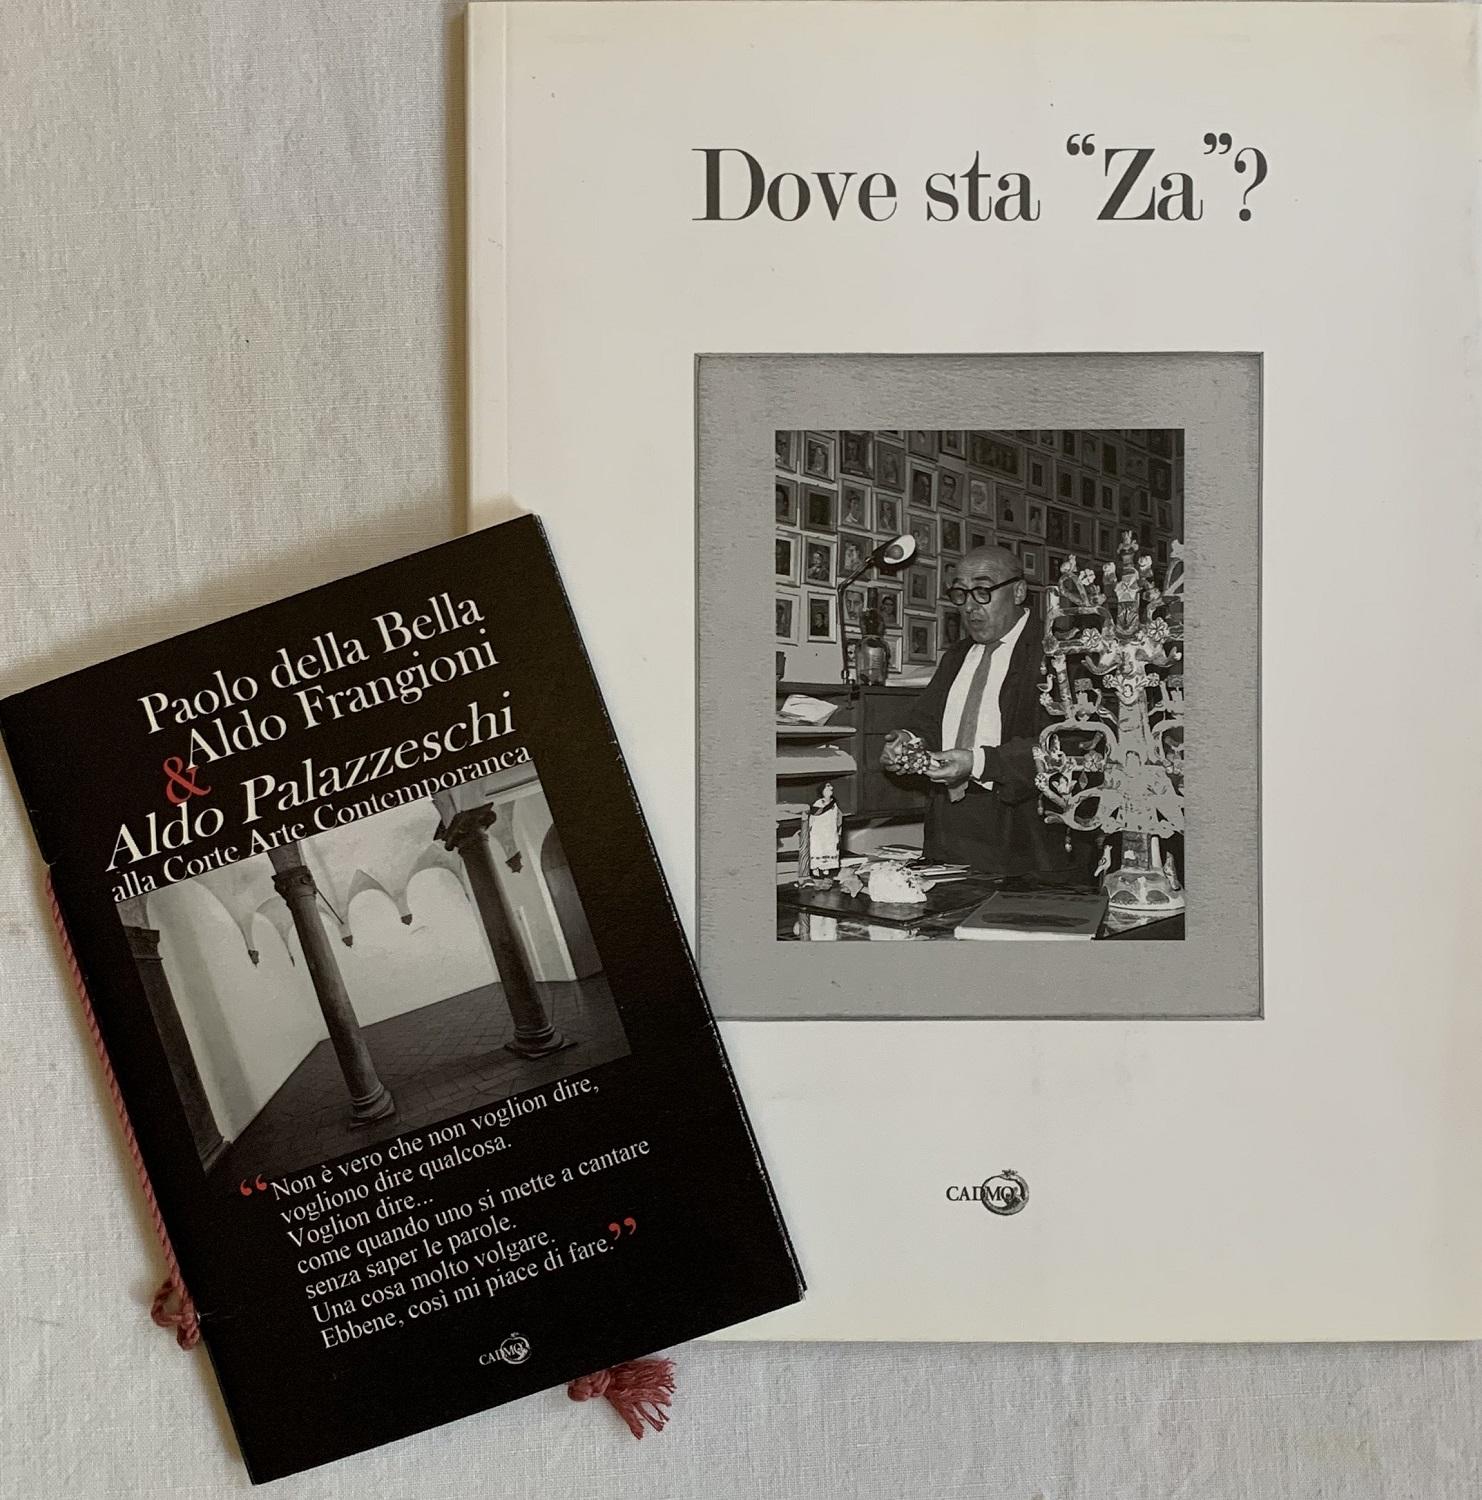 Dove sta “Za”?
CADMO
Paolo della Bella
Aldo Frangioni
&
Aldo Palazzeschi
alla Corte Arte Contemporanea
“Non è vero che non voglion dire,
vogliono dire qualcosa.
Voglion dire...
come quando uno si mette a cantare
senza saper le parole.
Una cosa molto volgare.
Ebbene, così mi piace di fare.”
CADMO